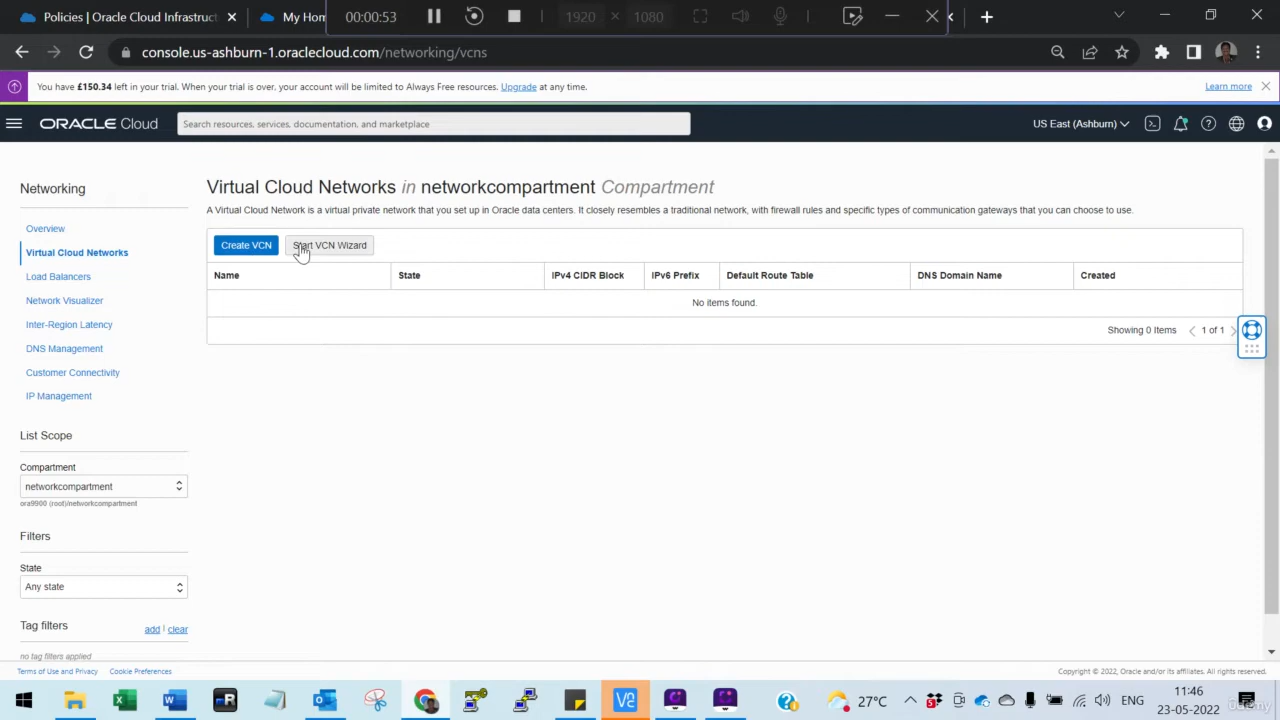 Policies | Oracle Cloud Infrastruct
My Hom
00:00:53
1920 × 1080
console.us-ashburn-1.oraclecloud.com/networking/vcns
You have £150.34 left in your trial. When your trial is over, your account will be limited to Always Free resources. Upgrade at any time.
Learn more
ORACLE Cloud
Search resources, services, documentation, and marketplace
US East (Ashburn)
Networking
Overview
Virtual Cloud Networks
Load Balancers
Network Visualizer
Inter-Region Latency
DNS Management
Customer Connectivity
IP Management
List Scope
Compartment
networkcompartment
ora9900 (root)/networkcompartment
Filters
State
Any state
Tag filters
add | clear
no tag filters applied
Virtual Cloud Networks in networkcompartment Compartment
A Virtual Cloud Network is a virtual private network that you set up in Oracle data centers. It closely resembles a traditional network, with firewall rules and specific types of communication gateways that you can choose to use.
Create VCN Start VCN Wizard
Name State IPv4 CIDR Block IPv6 Prefix Default Route Table DNS Domain Name Created
No items found.
Showing 0 Items 1 of 1
Terms of Use and Privacy Cookie Preferences
Copyright © 2022, Oracle and/or its affiliates. All rights reserved.
27°C
ENG
11:46
23-05-2022
Udemy